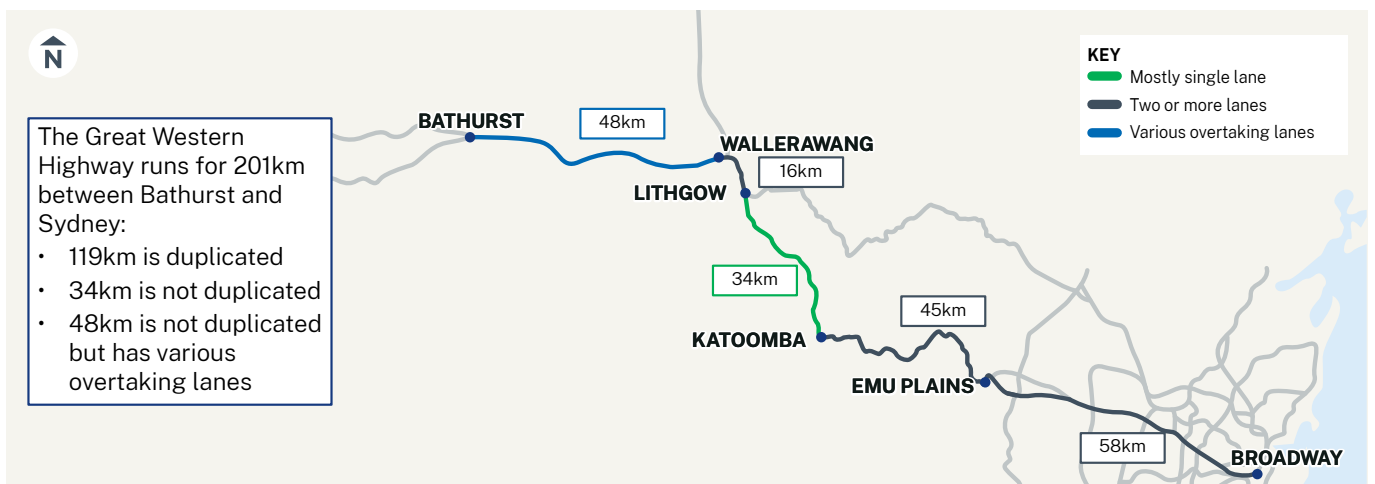 N
The Great Western
Highway runs for 201km
between Bathurst and
Sydney:
• 119km is duplicated
• 34km is not duplicated
• 48km is not duplicated
but has various
overtaking lanes
BATHURST
48km
WALLERAWANG
16km
LITHGOW
34km
KATOOMBA
45km
EMU PLAINS
58km
BROADWAY
KEY
Mostly single lane
Two or more lanes
Various overtaking lanes